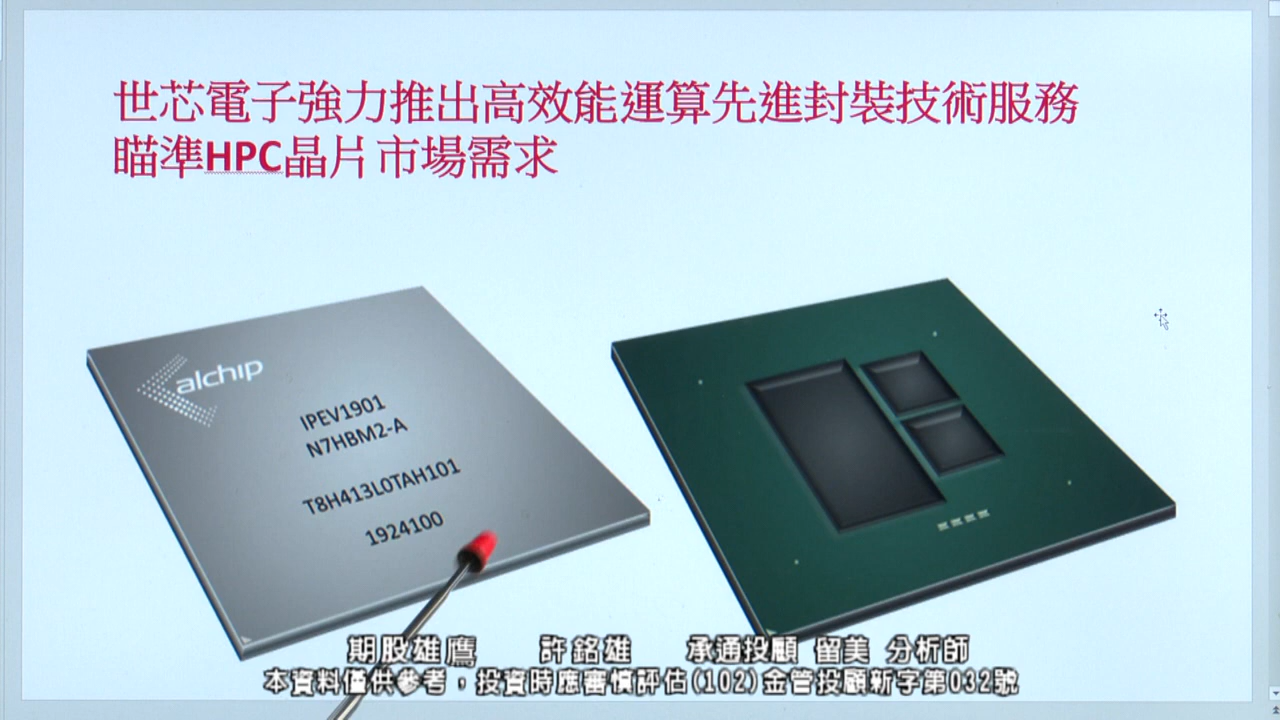 世芯電子強力推出高效能運算先進封裝技術服務
瞄準HPC晶片市場需求
alchip
IPEV1901
N7HBM2-A
T8H413L0TAH101
1924100
期股雄鷹 許銘雄 承通投顧 留美 分析師
本資料僅供參考，投資時應審慎評估(102)金管投顧新字第032號